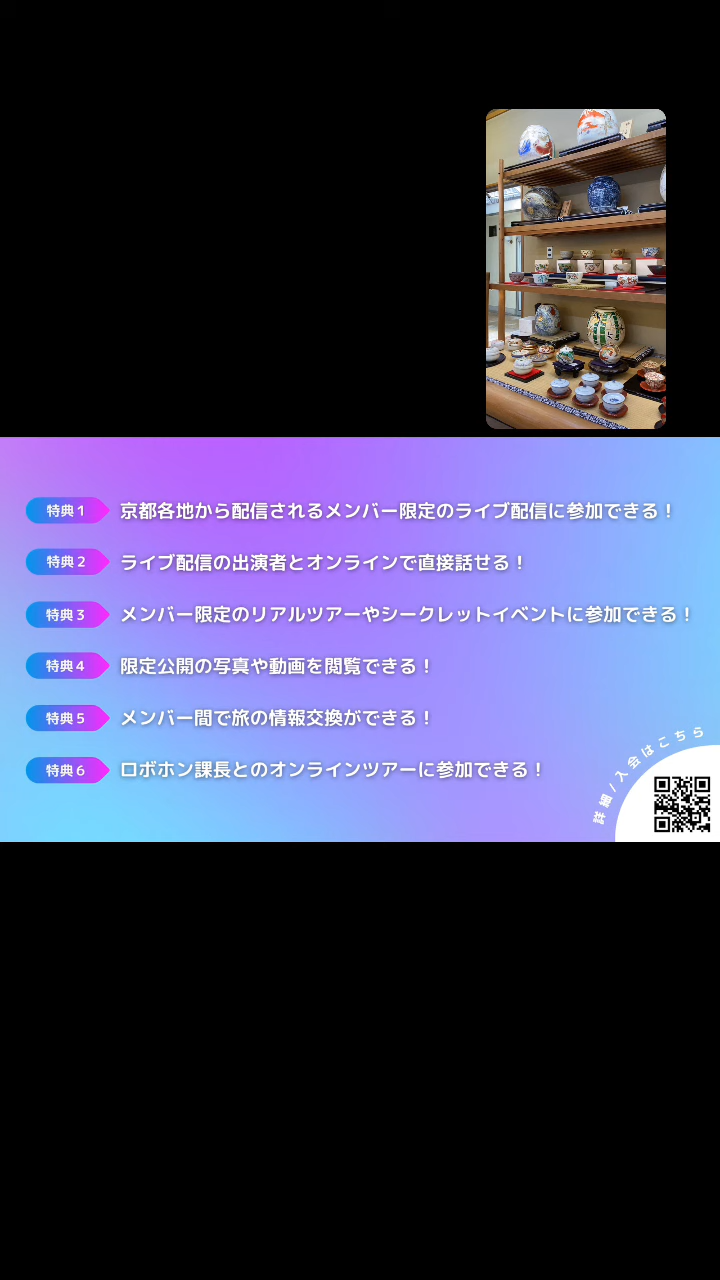 特典1 京都各地から配信されるメンバー限定のライブ配信に参加できる！
特典2 ライブ配信の出演者とオンラインで直接話せる！
特典3 メンバー限定のリアルツアーやシークレットイベントに参加できる！
特典4 限定公開の写真や動画を閲覧できる！
特典5 メンバー間で旅の情報交換ができる！
特典6 ロボホン課長とのオンラインツアーに参加できる！
詳細/入会はこちら